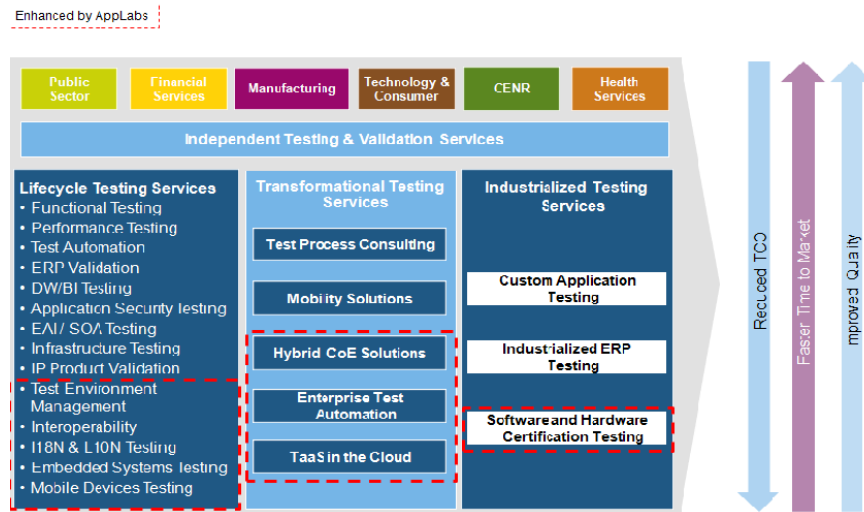 Enhanced by AppLabs
Public
Sector
Financial
Services
Manufacturing
Technology &
Consumer
CENR
Health
Services
Independent Testing & Validation Services
Lifecycle Testing Services
• Functional Testing
• Performance Testing
• Test Automation
• ERP Validation
• DW/BI Testing
• Application Security Testing
• EAI / SOA Testing
• Infrastructure Testing
• IP Product Validation
• Test Environment
Management
• Interoperability
• I18N & L10N Testing
• Embedded Systems Testing
• Mobile Devices Testing
Transformational Testing
Services
Test Process Consulting
Mobility Solutions
Hybrid CoE Solutions
Enterprise Test
Automation
TaaS in the Cloud
Industrialized Testing
Services
Custom Application
Testing
Industrialized ERP
Testing
Software and Hardware
Certification Testing
Reduced TCO
Faster Time to Market
Improved Quality